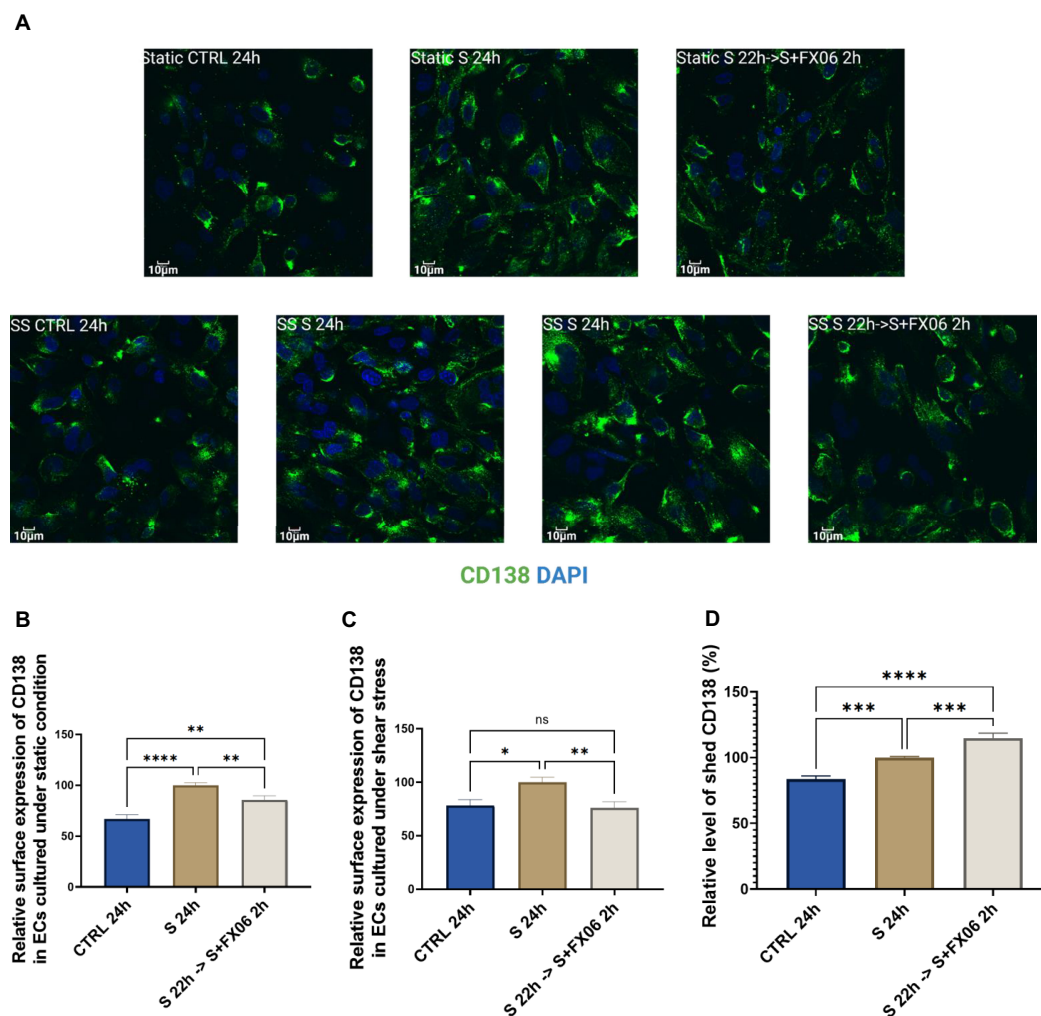 A
Static CTRL 24h
Static S 24h
Static S 22h->S+FX06 2h
10μm
10μm
10μm
SS CTRL 24h
SS S 24h
SS S 24h
SS S 22h->S+FX06 2h
10μm
10μm
10μm
10μm
CD138 DAPI
B
Relative surface expression of CD138
in ECs cultured under static condition
150
100
50
0
**
****
**
CTRL 24h
S 24h
S 22h -> S+FX06 2h
C
Relative surface expression of CD138
in ECs cultured under shear stress
150
100
50
0
ns
*
**
CTRL 24h
S 24h
S 22h -> S+FX06 2h
D
Relative level of shed CD138 (%)
150
100
50
0
****
***
***
CTRL 24h
S 24h
S 22h -> S+FX06 2h